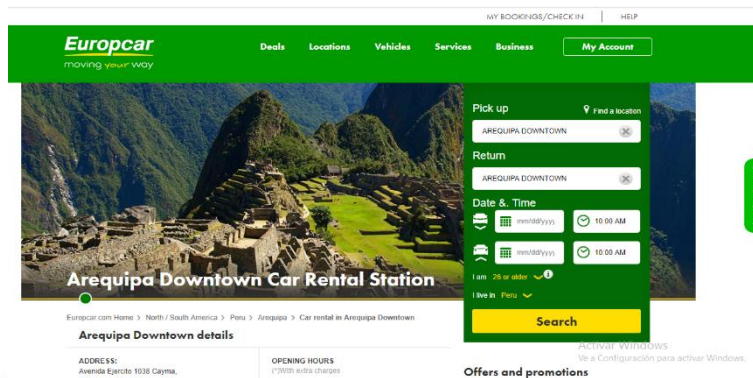 MY BOOKINGS/CHECK IN | HELP
Europcar
moving your way
Deals Locations Vehicles Services Business My Account
Pick up Find a location
AREQUIPA DOWNTOWN
Return
AREQUIPA DOWNTOWN
Date &. Time
mm/dd/yyyy 10:00 AM
mm/dd/yyyy 10:00 AM
I am 26 or older
I live in Peru
Search
Arequipa Downtown Car Rental Station
Europcar.com Home > North / South America > Peru > Arequipa > Car rental in Arequipa Downtown
Arequipa Downtown details
ADDRESS:
Avenida Ejercito 1038 Cayma,
OPENING HOURS
(*)With extra charges
Offers and promotions
Activar Windows
Ve a Configuración para activar Windows.